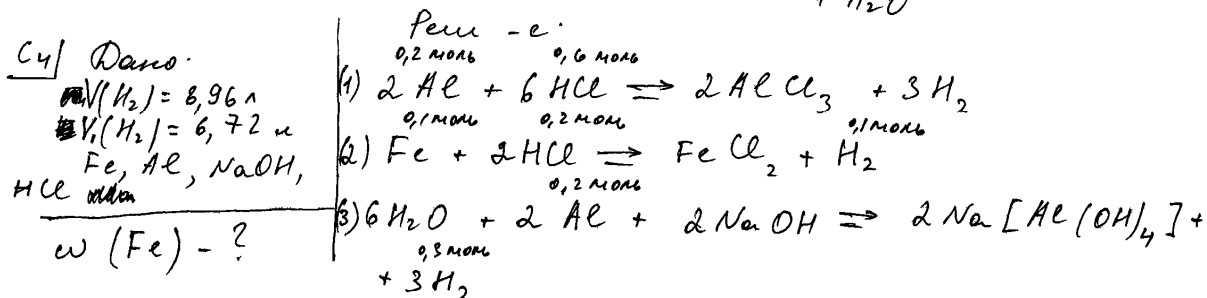 + H₂O
C4 Дано:
V(H₂) = 8,96 л
V₁(H₂) = 6,72 л
Fe, Al, NaOH,
HCl
ω (Fe) - ?
Реш-е:
0,2 моль 0,6 моль
(1) 2Al + 6HCl ⇒ 2AlCl₃ + 3H₂
0,1 моль 0,2 моль 0,1 моль
(2) Fe + 2HCl ⇒ FeCl₂ + H₂
0,2 моль
(3) 6H₂O + 2Al + 2NaOH ⇒ 2Na[Al(OH)₄] +
0,3 моль
+ 3H₂